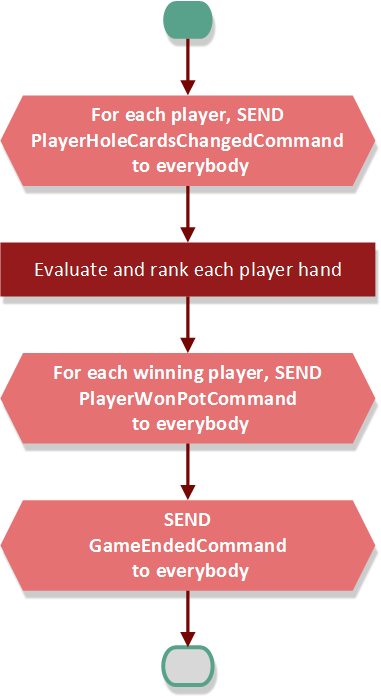 For each player, SEND
PlayerHoleCardsChangedCommand
to everybody
Evaluate and rank each player hand
For each winning player, SEND
PlayerWonPotCommand
to everybody
SEND
GameEndedCommand
to everybody